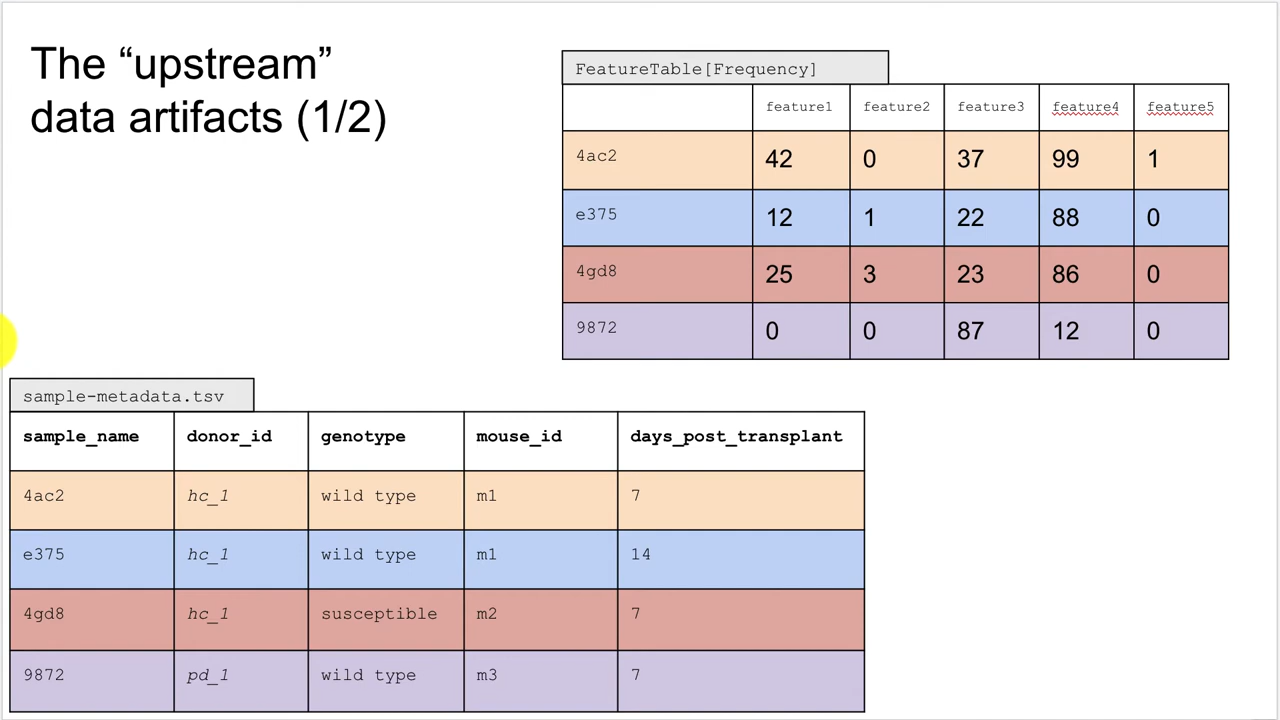 The “upstream”
data artifacts (1/2)
FeatureTable[Frequency]
feature1 feature2 feature3 feature4 feature5
4ac2 42 0 37 99 1
e375 12 1 22 88 0
4gd8 25 3 23 86 0
9872 0 0 87 12 0
sample-metadata.tsv
sample_name donor_id genotype mouse_id days_post_transplant
4ac2 hc_1 wild type m1 7
e375 hc_1 wild type m1 14
4gd8 hc_1 susceptible m2 7
9872 pd_1 wild type m3 7